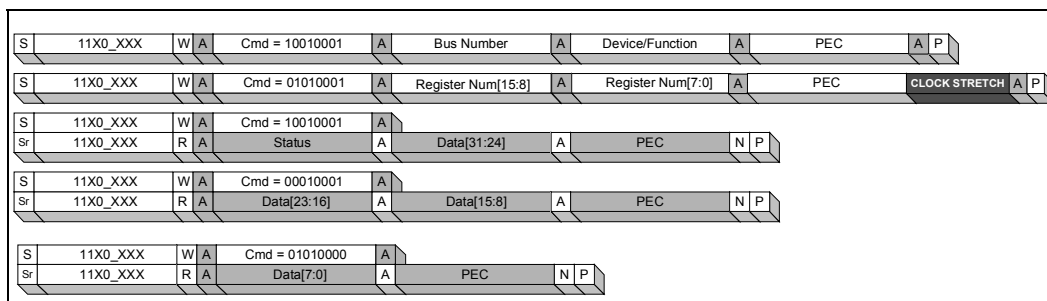 S 11X0_XXX W A Cmd = 10010001 A Bus Number A Device/Function A PEC A P
S 11X0_XXX W A Cmd = 01010001 A Register Num[15:8] A Register Num[7:0] A PEC CLOCK STRETCH A P
S 11X0_XXX W A Cmd = 10010001 A
Sr 11X0_XXX R A Status A Data[31:24] A PEC N P
S 11X0_XXX W A Cmd = 00010001 A
Sr 11X0_XXX R A Data[23:16] A Data[15:8] A PEC N P
S 11X0_XXX W A Cmd = 01010000 A
Sr 11X0_XXX R A Data[7:0] A PEC N P